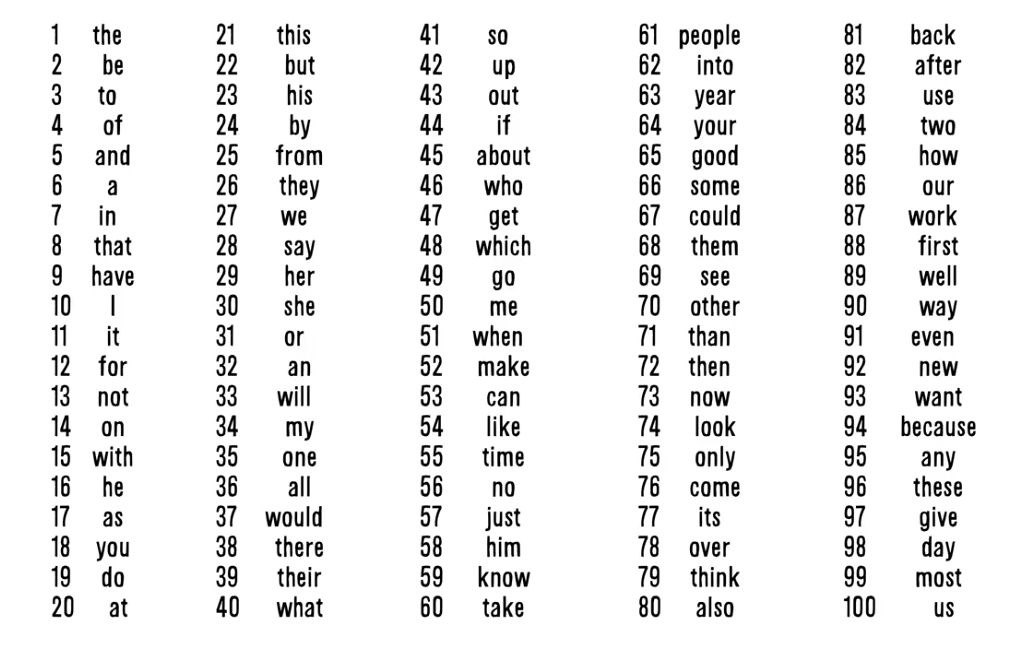 1 the 21 this 41 so 61 people 81 back
2 be 22 but 42 up 62 into 82 after
3 to 23 his 43 out 63 year 83 use
4 of 24 by 44 if 64 your 84 two
5 and 25 from 45 about 65 good 85 how
6 a 26 they 46 who 66 some 86 our
7 in 27 we 47 get 67 could 87 work
8 that 28 say 48 which 68 them 88 first
9 have 29 her 49 go 69 see 89 well
10 I 30 she 50 me 70 other 90 way
11 it 31 or 51 when 71 than 91 even
12 for 32 an 52 make 72 then 92 new
13 not 33 will 53 can 73 now 93 want
14 on 34 my 54 like 74 look 94 because
15 with 35 one 55 time 75 only 95 any
16 he 36 all 56 no 76 come 96 these
17 as 37 would 57 just 77 its 97 give
18 you 38 there 58 him 78 over 98 day
19 do 39 their 59 know 79 think 99 most
20 at 40 what 60 take 80 also 100 us